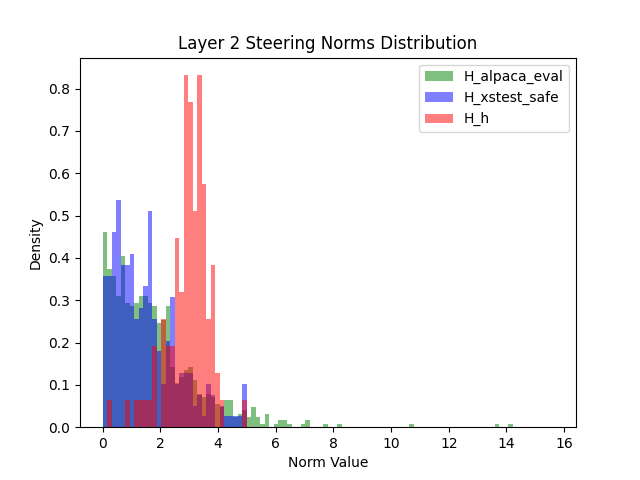 Layer 2 Steering Norms Distribution
H_alpaca_eval
H_xstest_safe
H_h
Density
0.8
0.7
0.6
0.5
0.4
0.3
0.2
0.1
0.0
0 2 4 6 8 10 12 14 16
Norm Value